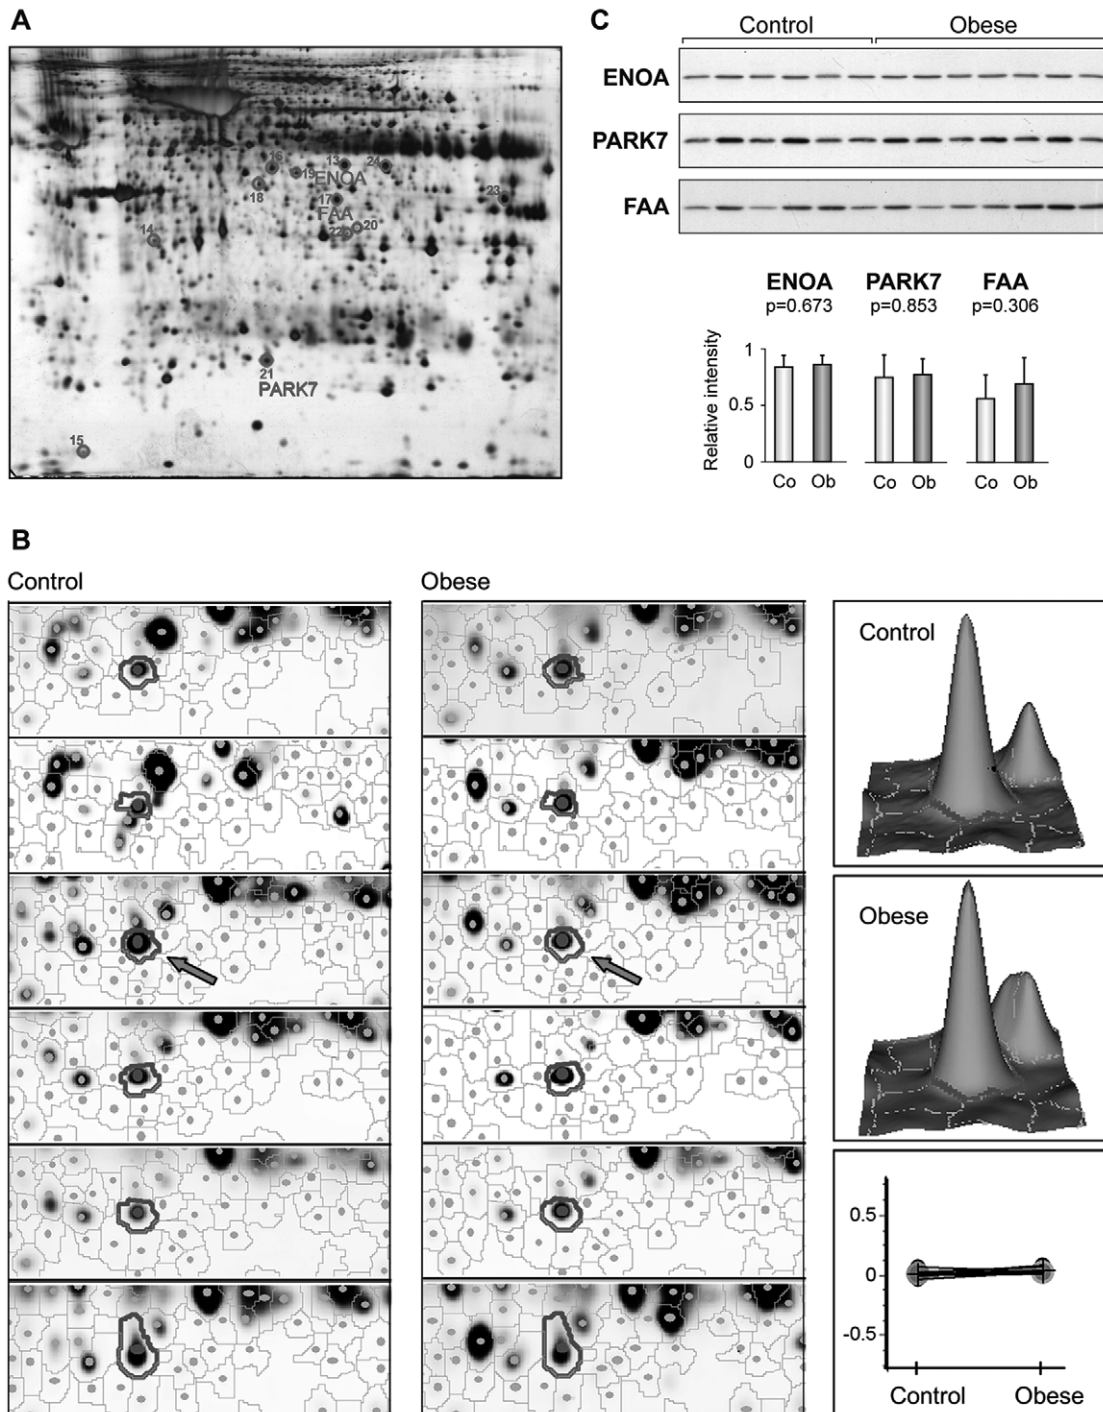 A
16
19
13
24
ENOA
18
17
23
FAA
22
20
14
21
PARK7
15
C
Control Obese
ENOA
PARK7
FAA
ENOA PARK7 FAA
p=0.673 p=0.853 p=0.306
Relative intensity
1
0.5
0
Co Ob Co Ob Co Ob
B
Control Obese
Control
Obese
0.5
0
-0.5
Control Obese